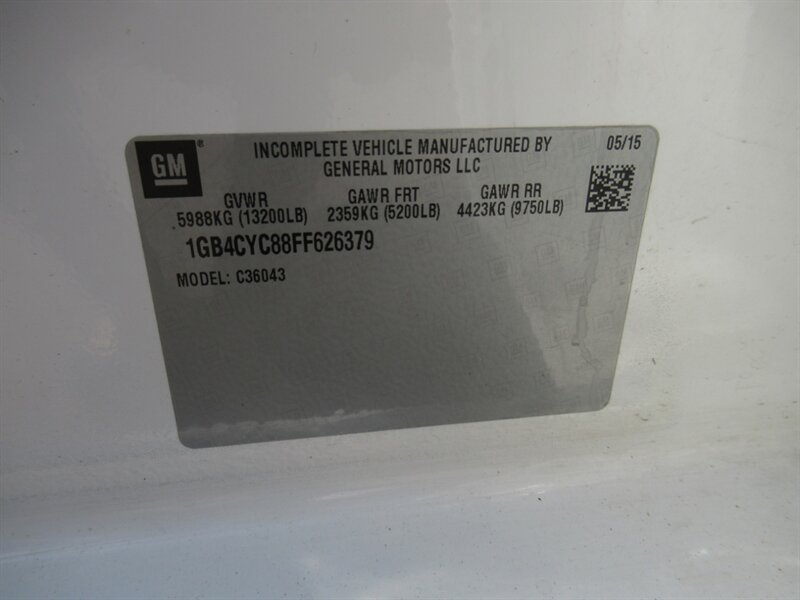 GM® INCOMPLETE VEHICLE MANUFACTURED BY 05/15
GENERAL MOTORS LLC
GVWR GAWR FRT GAWR RR
5988KG (13200LB) 2359KG (5200LB) 4423KG (9750LB)
1GB4CYC88FF626379
MODEL: C36043